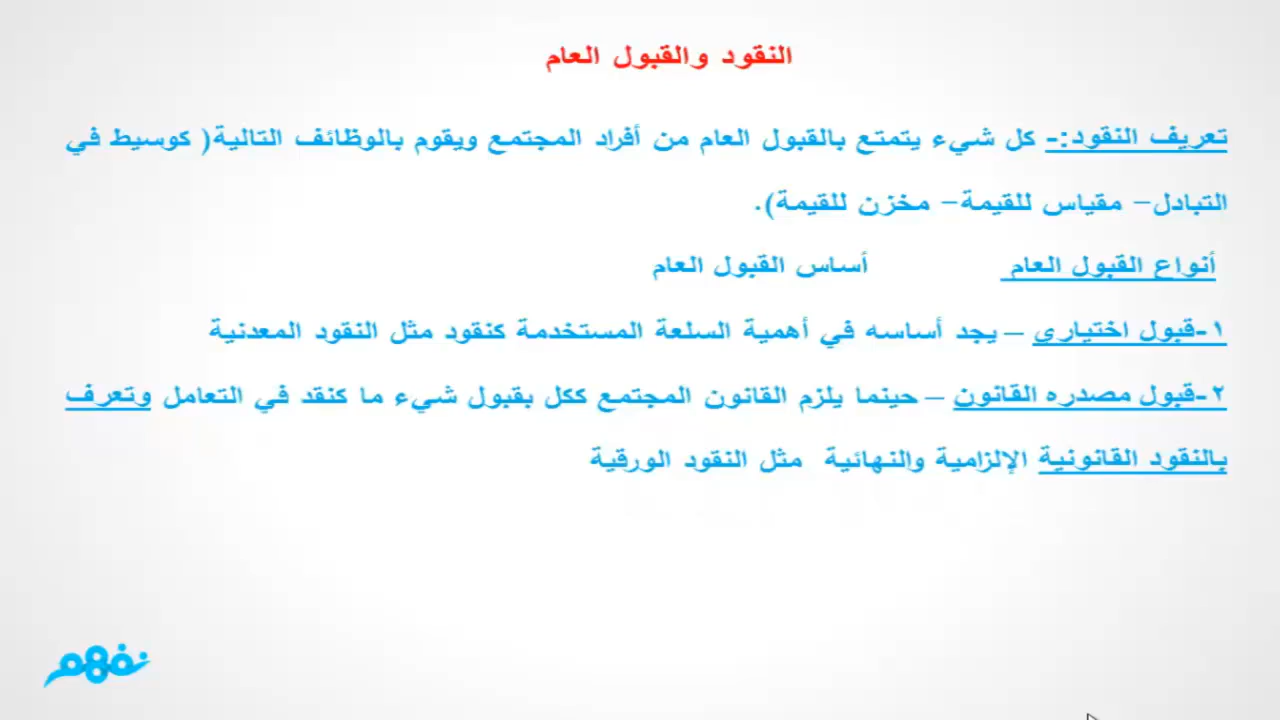 النقود والقبول العام
تعريف النقود:- كل شيء يتمتع بالقبول العام من أفراد المجتمع ويقوم بالوظائف التالية( كوسيط في
التبادل– مقياس للقيمة– مخزن للقيمة).
أنواع القبول العام أساس القبول العام
١-قبول اختياري – يجد أساسه في أهمية السلعة المستخدمة كنقود مثل النقود المعدنية
٢-قبول مصدره القانون – حينما يلزم القانون المجتمع ككل بقبول شيء ما كنقد في التعامل وتعرف
بالنقود القانونية الإلزامية والنهائية مثل النقود الورقية
نفهم